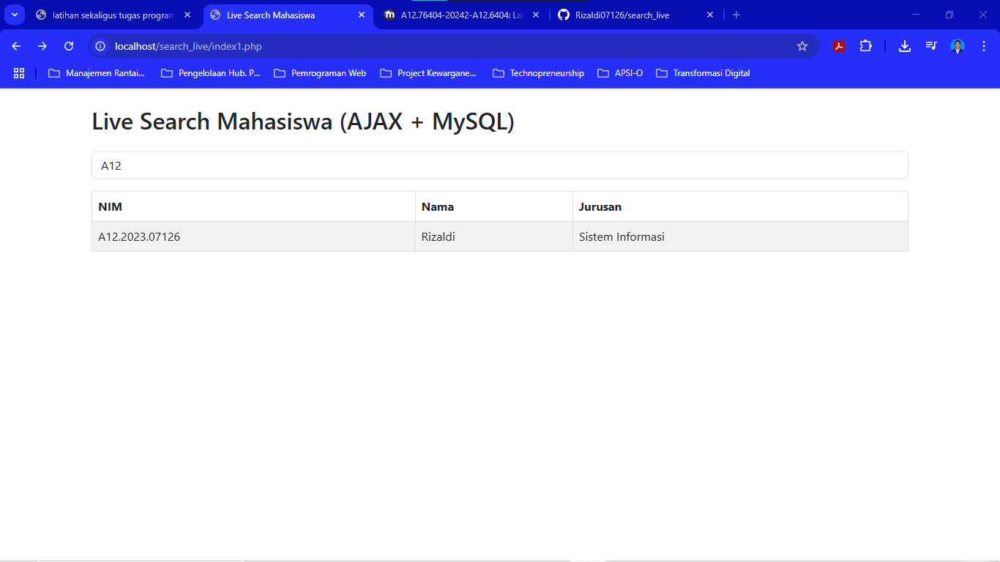 latihan sekaligus tugas program
Live Search Mahasiswa
A12.76404-20242-A12.6404: Lat
Rizaldi07126/search_live
localhost/search_live/index1.php
Manajemen Rantai...
Pengelolaan Hub. P...
Pemrograman Web
Project Kewargane...
Technopreneurship
APSI-O
Transformasi Digital
Live Search Mahasiswa (AJAX + MySQL)
A12
NIM Nama Jurusan
A12.2023.07126 Rizaldi Sistem Informasi